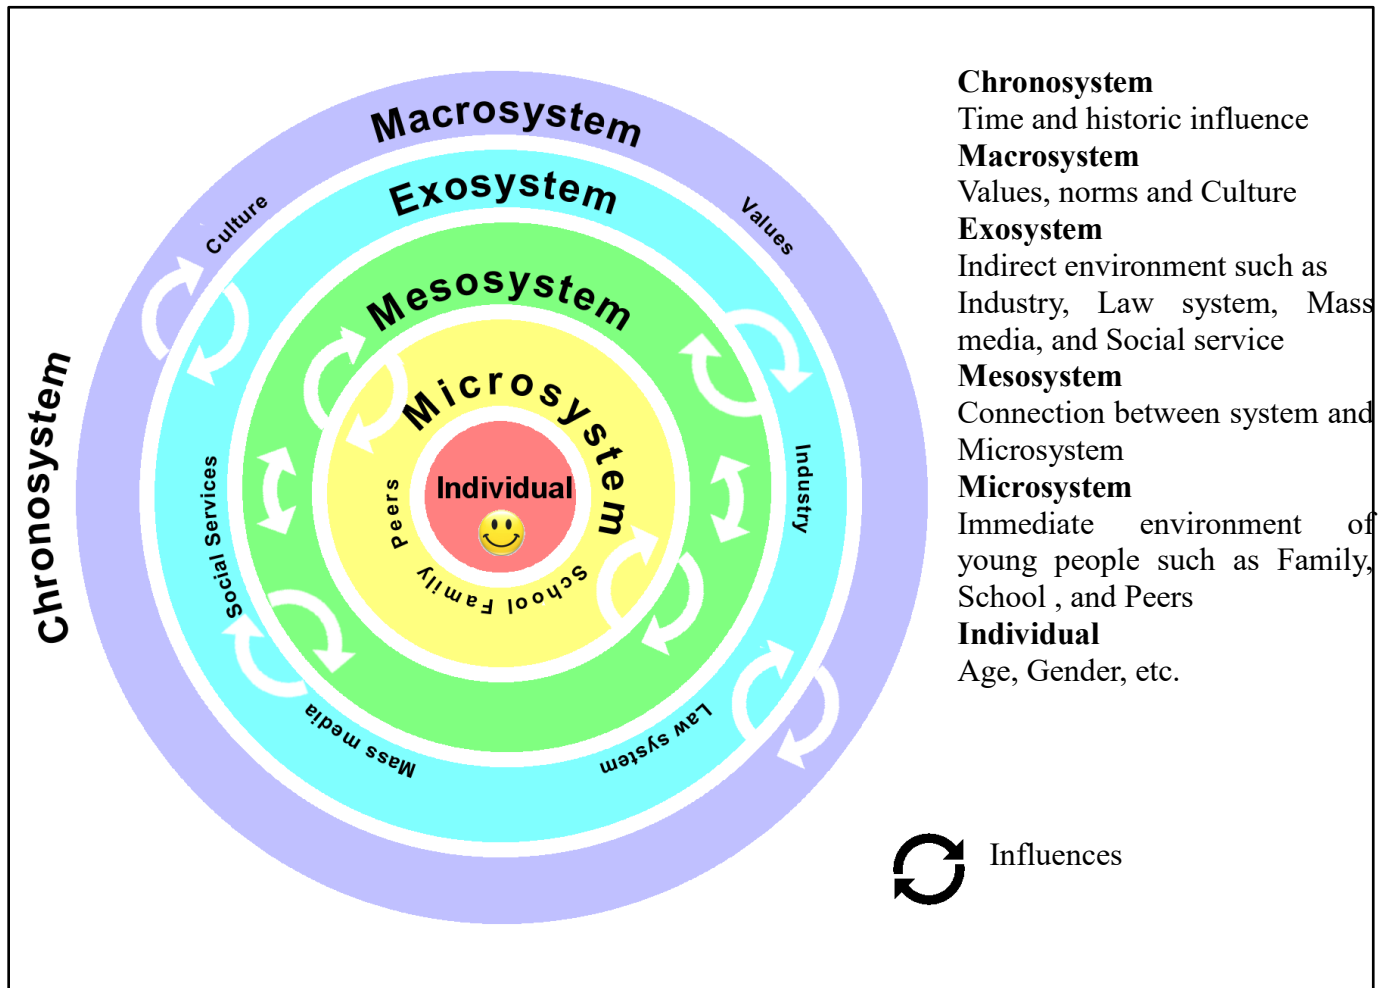 Chronosystem
Macrosystem
Culture
Values
Exosystem
Social Services
Industry
Mass media
Law system
Mesosystem
Microsystem
Peers
School Family
Individual
Chronosystem
Time and historic influence
Macrosystem
Values, norms and Culture
Exosystem
Indirect environment such as
Industry, Law system, Mass
media, and Social service
Mesosystem
Connection between system and
Microsystem
Microsystem
Immediate environment of
young people such as Family,
School , and Peers
Individual
Age, Gender, etc.
Influences